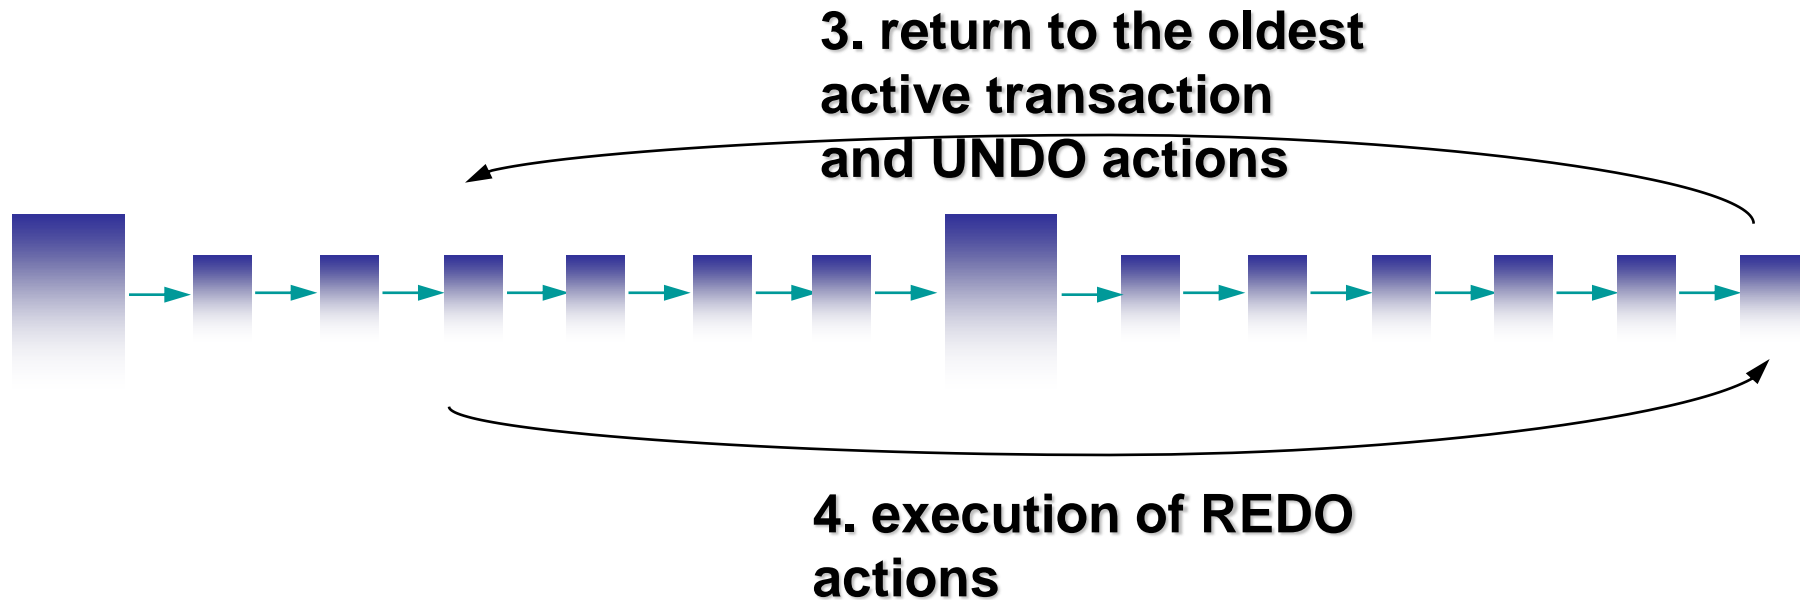 3. return to the oldest
active transaction
and UNDO actions
4. execution of REDO
actions